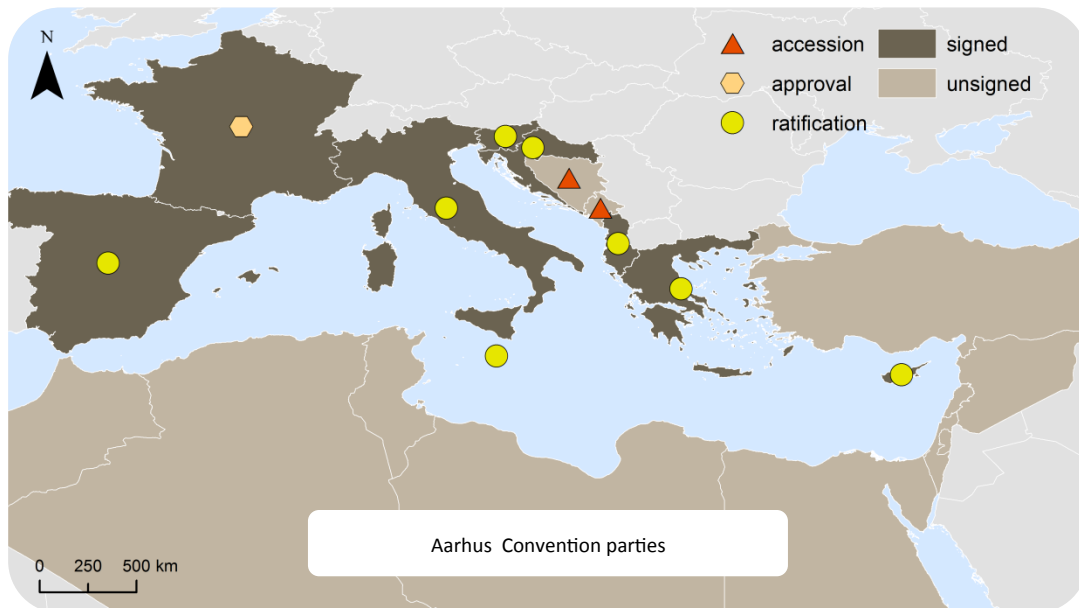 N
accession
signed
approval
unsigned
ratification
Aarhus Convention parties
0 250 500 km